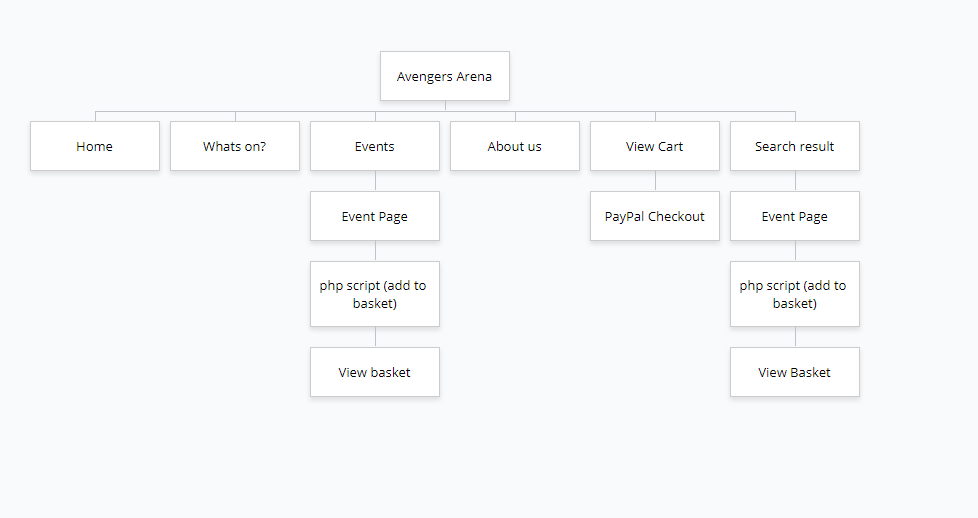 Avengers Arena
Home
Whats on?
Events
About us
View Cart
Search result
Event Page
PayPal Checkout
Event Page
php script (add to
basket)
php script (add to
basket)
View basket
View Basket